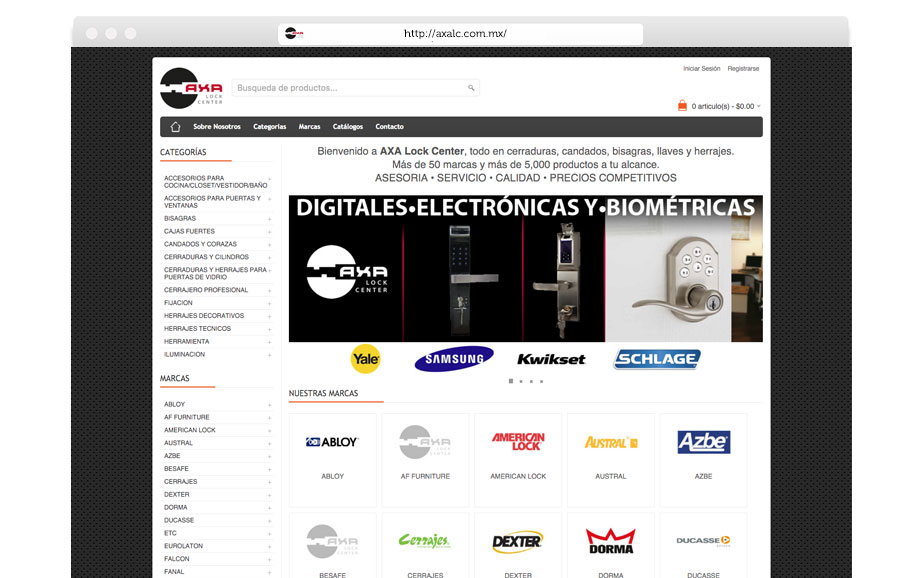 http://axalc.com.mx/
AXA
LOCK
CENTER
Busqueda de productos...
Iniciar Sesión Registrarse
0 articulo(s) - $0.00
Sobre Nosotros Categorías Marcas Catálogos Contacto
CATEGORÍAS
ACCESORIOS PARA
COCINA/CLOSET/VESTIDOR/BAÑO
ACCESORIOS PARA PUERTAS Y
VENTANAS
BISAGRAS
CAJAS FUERTES
CANDADOS Y CORAZAS
CERRADURAS Y CILINDROS
CERRADURAS Y HERRAJES PARA
PUERTAS DE VIDRIO
CERRAJERO PROFESIONAL
FIJACION
HERRAJES DECORATIVOS
HERRAJES TECNICOS
HERRAMIENTA
ILUMINACION
MARCAS
ABLOY
AF FURNITURE
AMERICAN LOCK
AUSTRAL
AZBE
BESAFE
CERRAJES
DEXTER
DORMA
DUCASSE
ETC
EUROLATON
FALCON
FANAL
Bienvenido a AXA Lock Center, todo en cerraduras, candados, bisagras, llaves y herrajes.
Más de 50 marcas y más de 5,000 productos a tu alcance.
ASESORIA • SERVICIO • CALIDAD • PRECIOS COMPETITIVOS
DIGITALES•ELECTRÓNICAS Y•BIOMÉTRICAS
AXA
LOCK
CENTER
Yale SAMSUNG Kwikset SCHLAGE
NUESTRAS MARCAS
ABLOY AXA LOCK CENTER AMERICAN LOCK AUSTRAL Azbe
ABLOY AF FURNITURE AMERICAN LOCK AUSTRAL AZBE
AXA LOCK CENTER Cerrajes DEXTER DORMA DUCASSE
BESAFE CERRAJES DEXTER DORMA DUCASSE